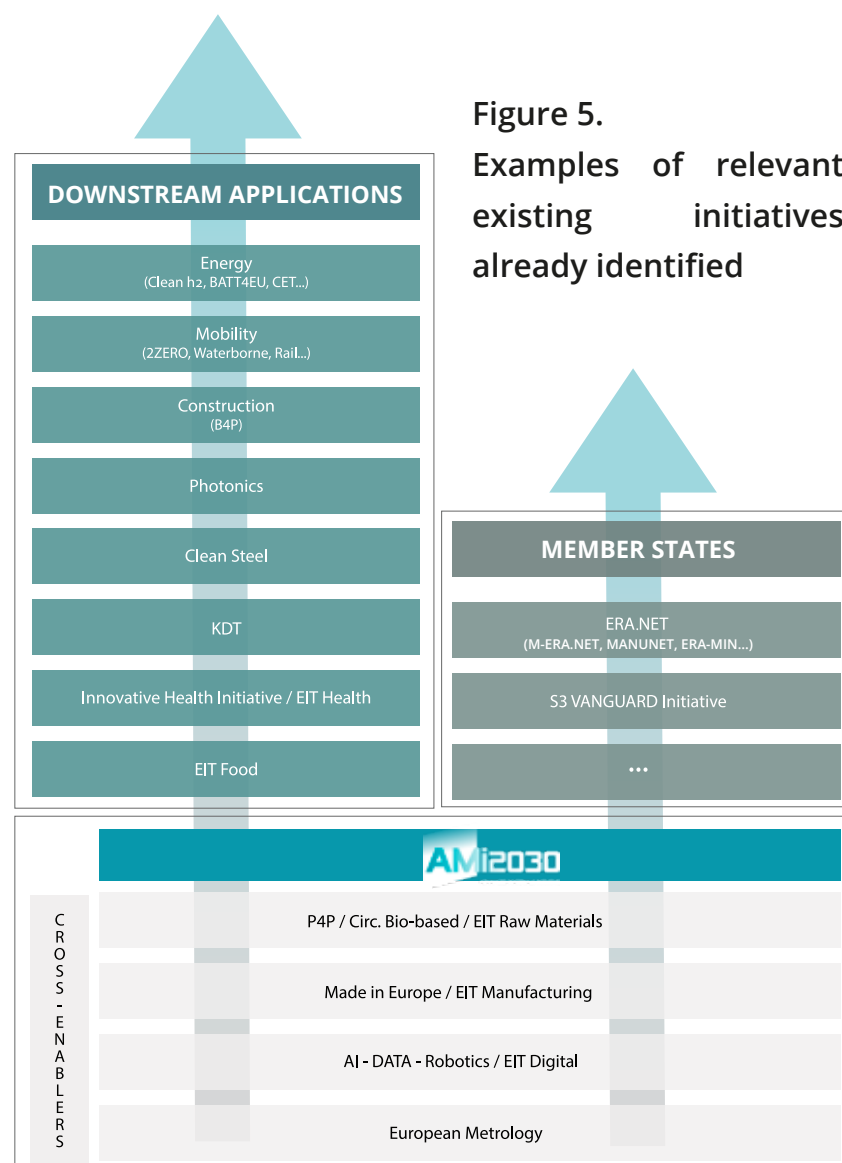 Figure 5.
Examples of relevant
existing initiatives
already identified
DOWNSTREAM APPLICATIONS
Energy
(Clean h2, BATT4EU, CET...)
Mobility
(2ZERO, Waterborne, Rail...)
Construction
(B4P)
Photonics
Clean Steel
KDT
Innovative Health Initiative / EIT Health
EIT Food
MEMBER STATES
ERA.NET
(M-ERA.NET, MANUNET, ERA-MIN...)
S3 VANGUARD Initiative
...
AMi2030
CROSS-ENABLERS
P4P / Circ. Bio-based / EIT Raw Materials
Made in Europe / EIT Manufacturing
AI - DATA - Robotics / EIT Digital
European Metrology